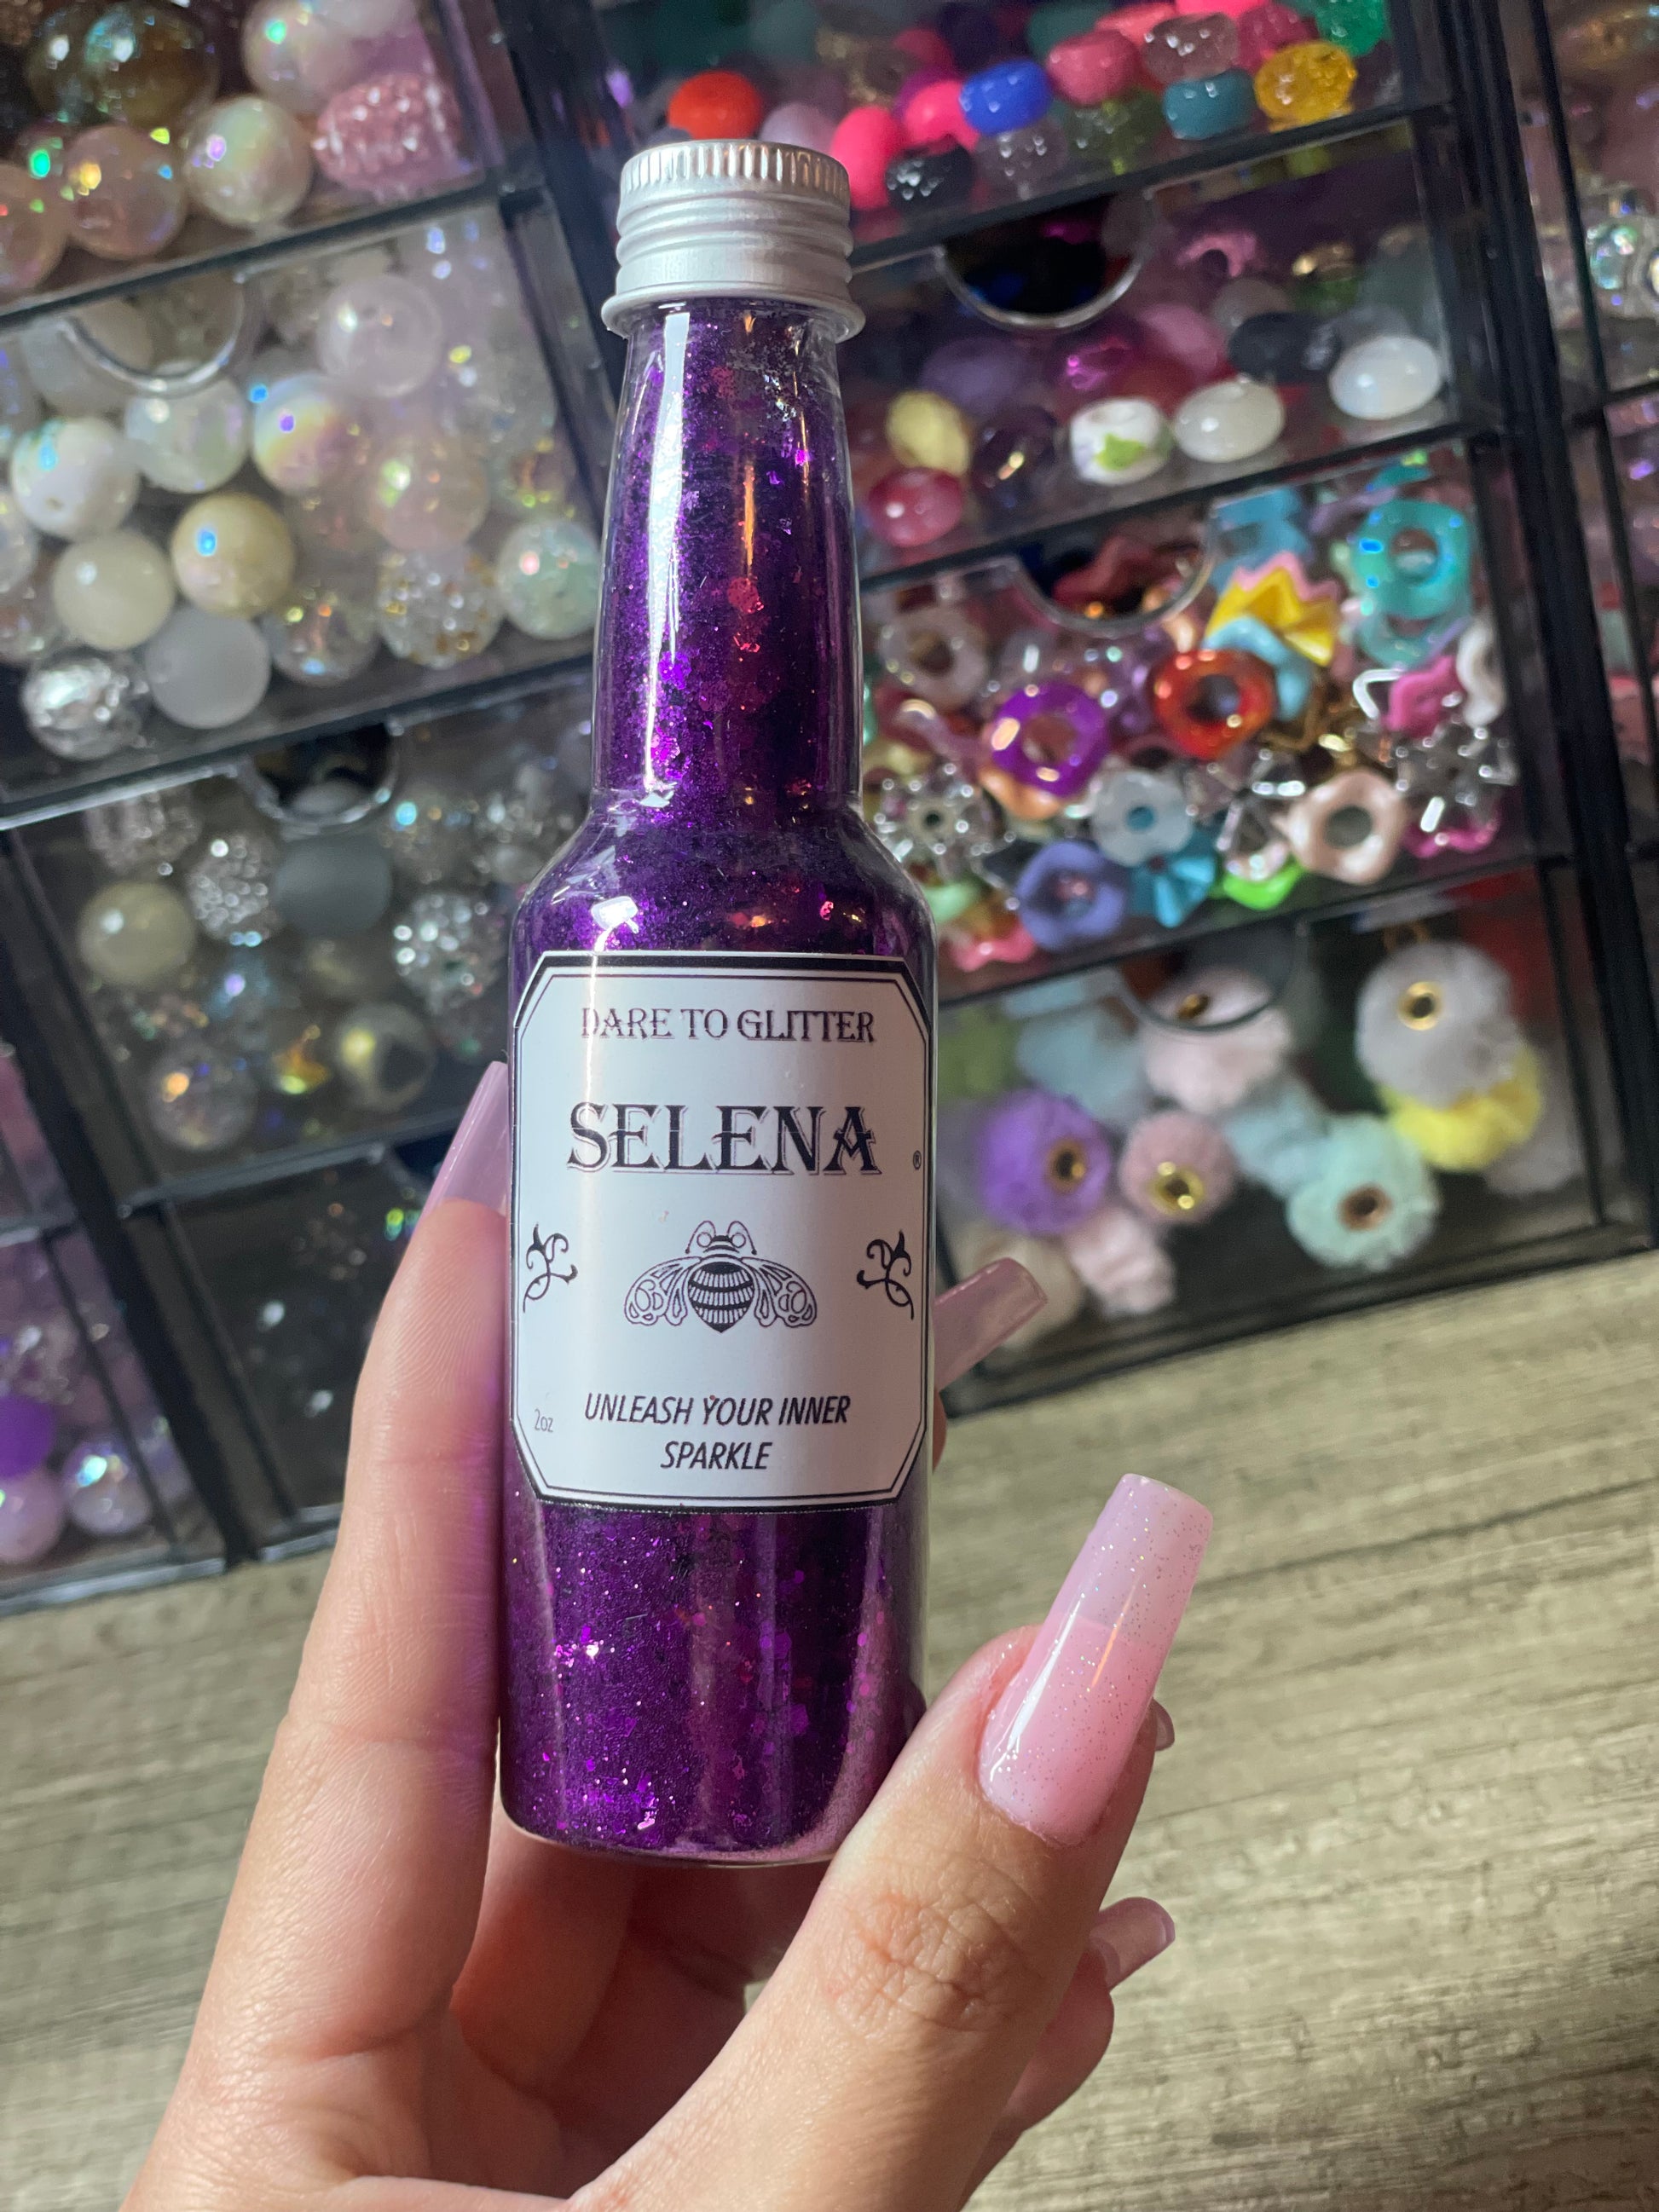 DARE TO GLITTER
SELENA
®
2oz
UNLEASH YOUR INNER
SPARKLE